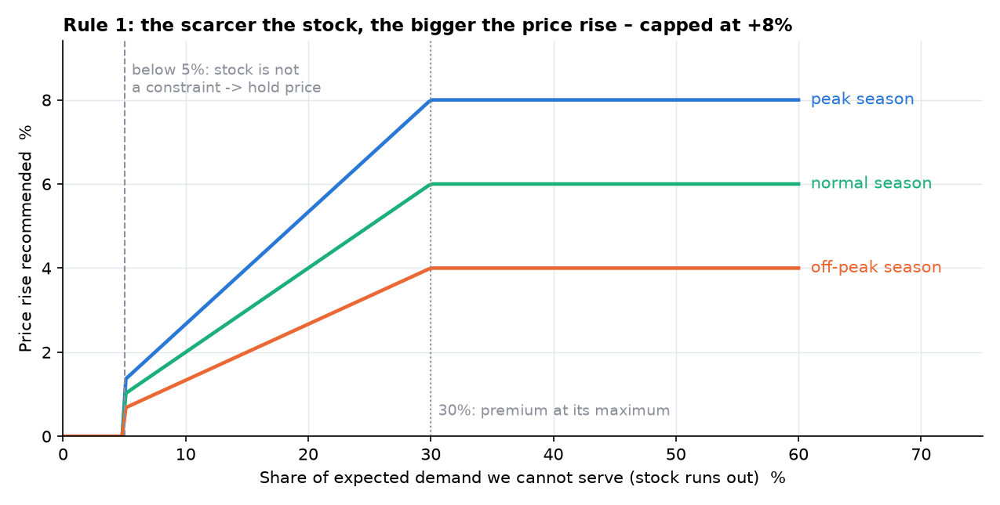 Rule 1: the scarcer the stock, the bigger the price rise – capped at +8%
below 5%: stock is not
a constraint -> hold price
peak season
normal season
off-peak season
30%: premium at its maximum
Price rise recommended %
8
6
4
2
0
0 10 20 30 40 50 60 70
Share of expected demand we cannot serve (stock runs out) %